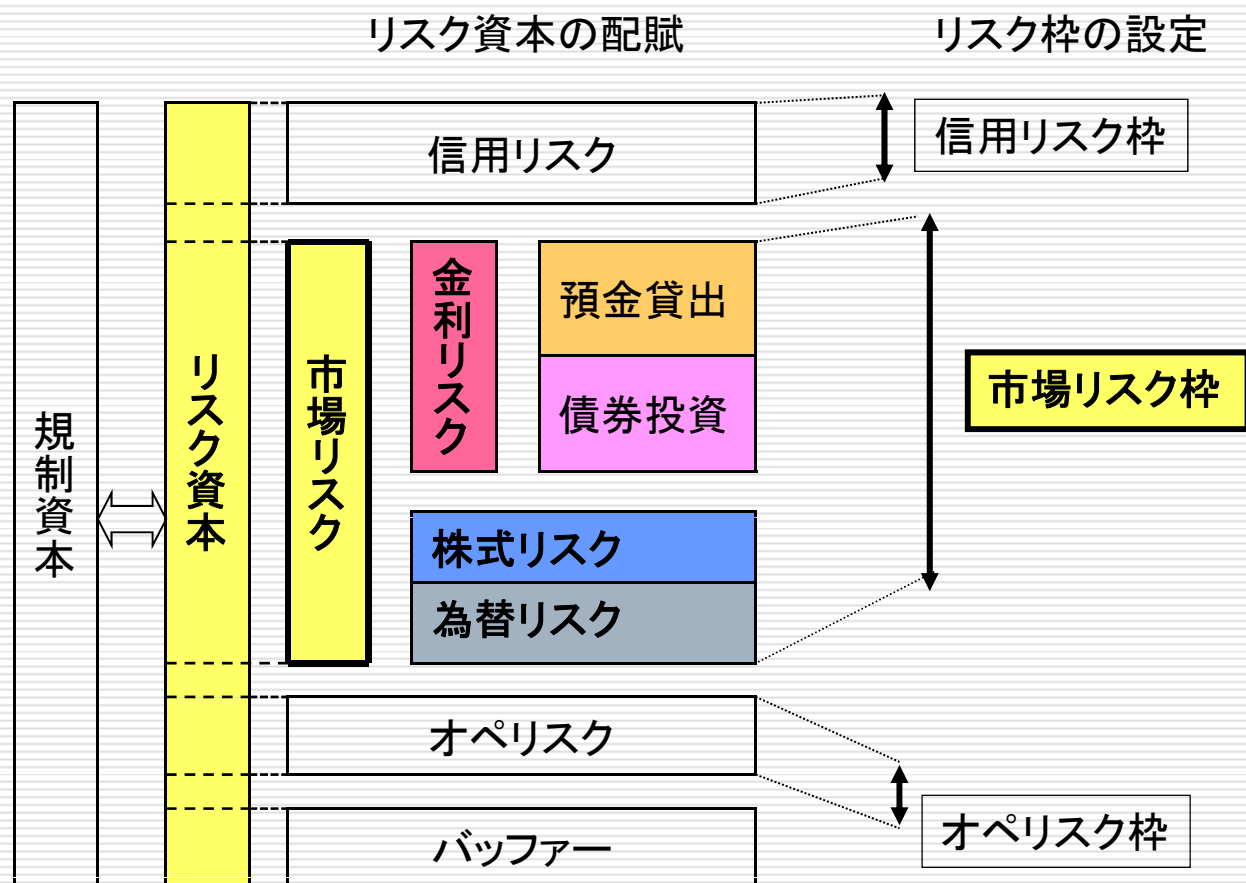 リスク資本の配賦
リスク枠の設定
規制資本
リスク資本
信用リスク
信用リスク枠
市場リスク
金利リスク
預金貸出
債券投資
市場リスク枠
株式リスク
為替リスク
オペリスク
オペリスク枠
バッファー